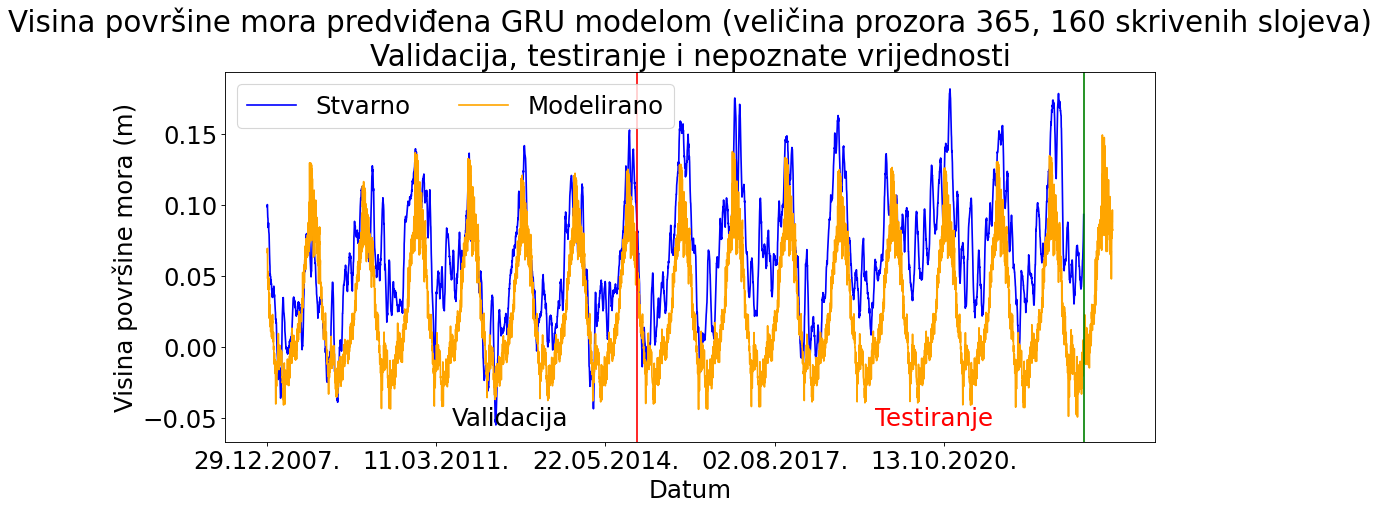 Visina površine mora predviđena GRU modelom (veličina prozora 365, 160 skrivenih slojeva)
Validacija, testiranje i nepoznate vrijednosti
Stvarno
Modelirano
Visina površine mora (m)
0.15
0.10
0.05
0.00
−0.05
Validacija
Testiranje
29.12.2007.
11.03.2011.
22.05.2014.
02.08.2017.
13.10.2020.
Datum